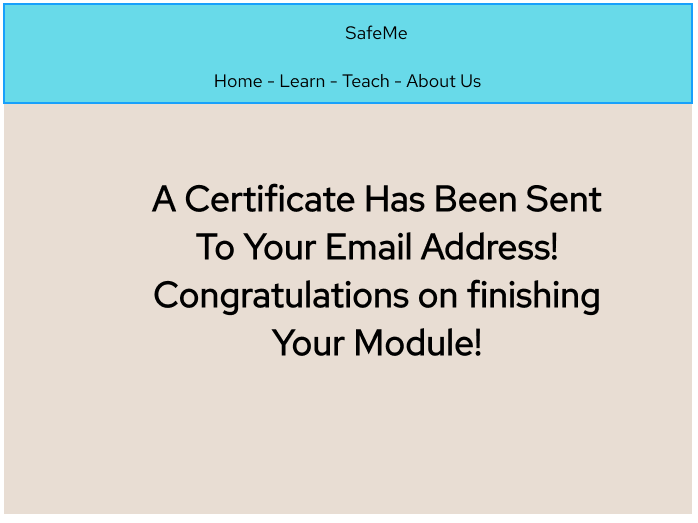 SafeMe
Home - Learn - Teach - About Us
A Certificate Has Been Sent
To Your Email Address!
Congratulations on finishing
Your Module!